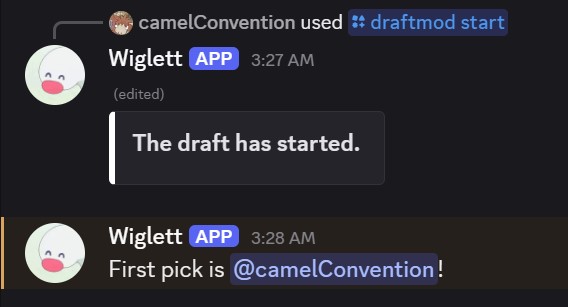 camelConvention used draftmod start
Wiglett APP 3:27 AM
(edited)
The draft has started.
Wiglett APP 3:28 AM
First pick is @camelConvention!